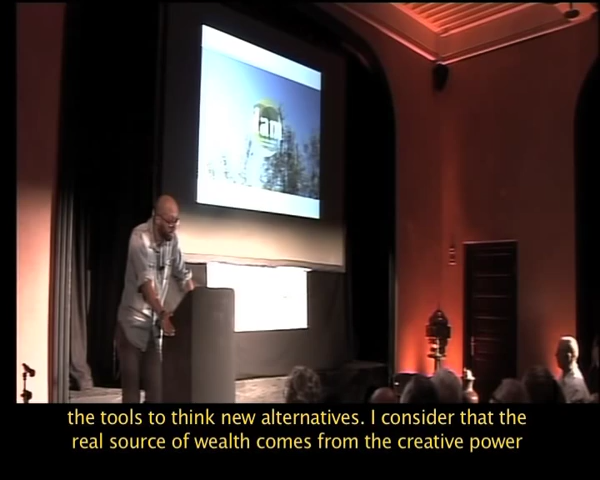 the tools to think new alternatives. I consider that the
real source of wealth comes from the creative power